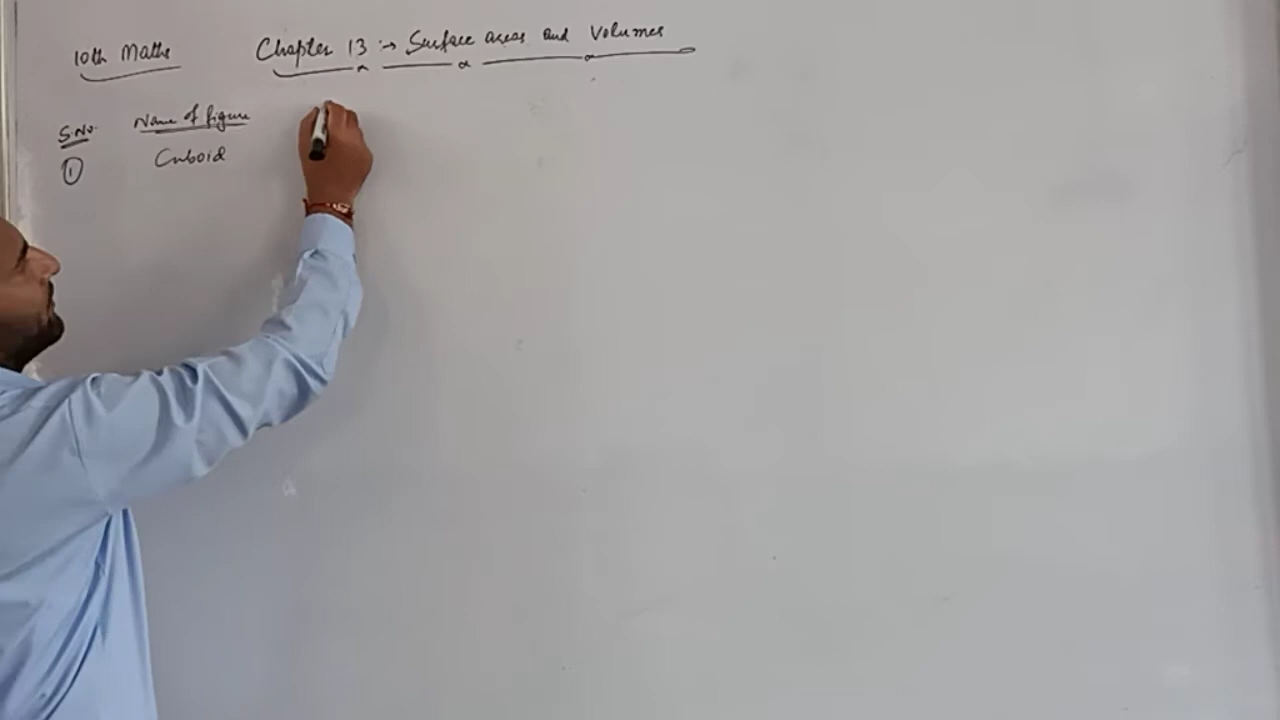 10th Maths Chapter 13 :→ Surface areas and Volumes
S.No. Name of figure
① Cuboid